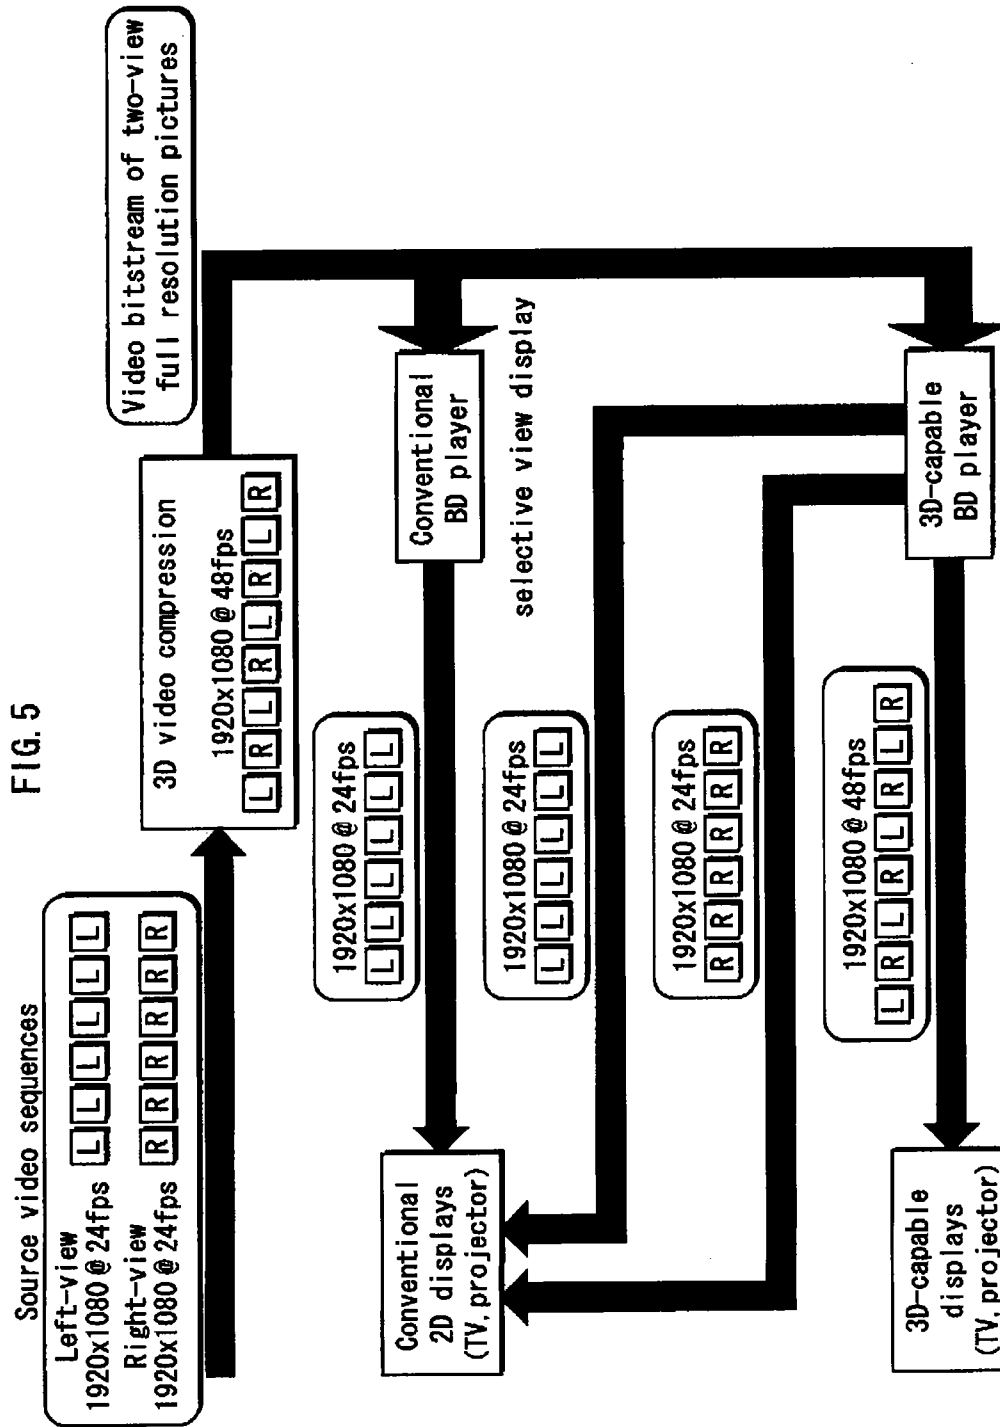 FIG. 5
Source video sequences
Left-view
1920x1080@24fps L L L L L L
Right-view
1920x1080@24fps R R R R R R
3D video compression
1920x1080@48fps
L R L R L R L R
Video bitstream of two-view
full resolution pictures
1920x1080@24fps
L L L L L L
Conventional
BD player
Conventional
2D displays
(TV, projector)
selective view display
1920x1080@24fps
L L L L L L
1920x1080@24fps
R R R R R R
1920x1080@48fps
L R L R L R L R
3D-capable
BD player
3D-capable
displays
(TV, projector)